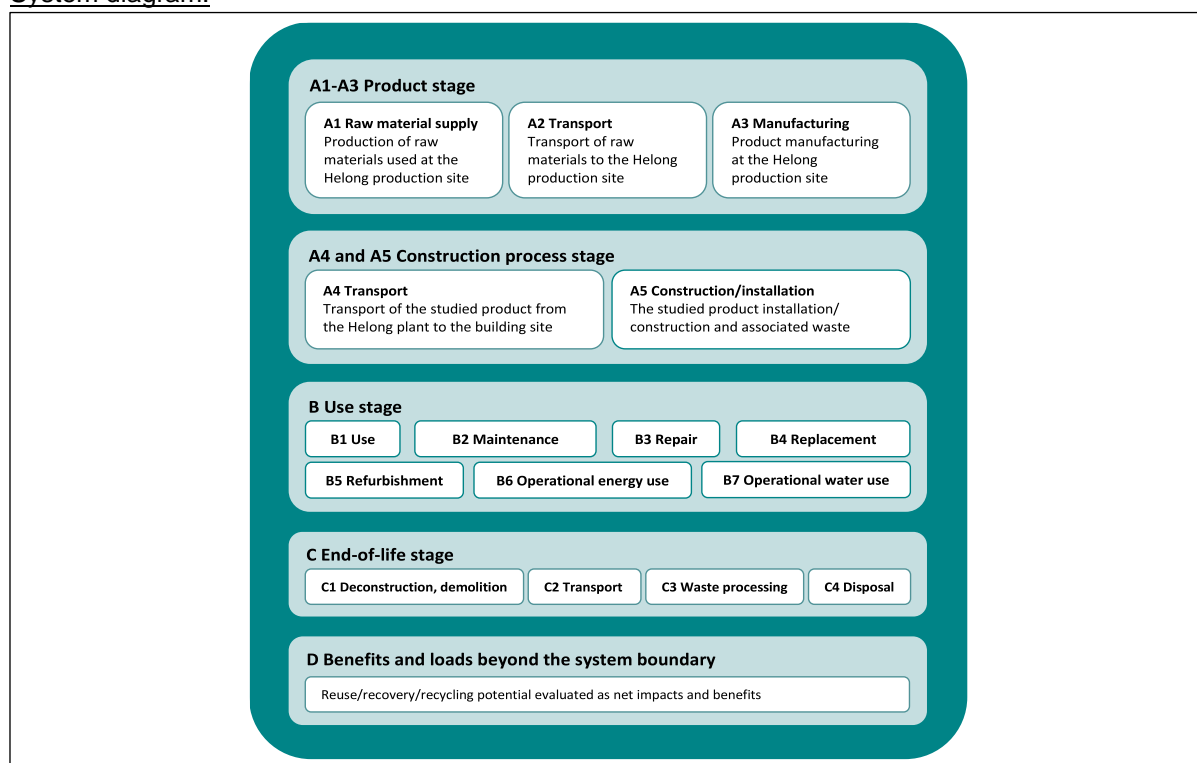 System diagram:
A1-A3 Product stage
A1 Raw material supply
Production of raw
materials used at the
Helong production site
A2 Transport
Transport of raw
materials to the Helong
production site
A3 Manufacturing
Product manufacturing
at the Helong
production site
A4 and A5 Construction process stage
A4 Transport
Transport of the studied product from
the Helong plant to the building site
A5 Construction/installation
The studied product installation/
construction and associated waste
B Use stage
B1 Use
B2 Maintenance
B3 Repair
B4 Replacement
B5 Refurbishment
B6 Operational energy use
B7 Operational water use
C End-of-life stage
C1 Deconstruction, demolition
C2 Transport
C3 Waste processing
C4 Disposal
D Benefits and loads beyond the system boundary
Reuse/recovery/recycling potential evaluated as net impacts and benefits